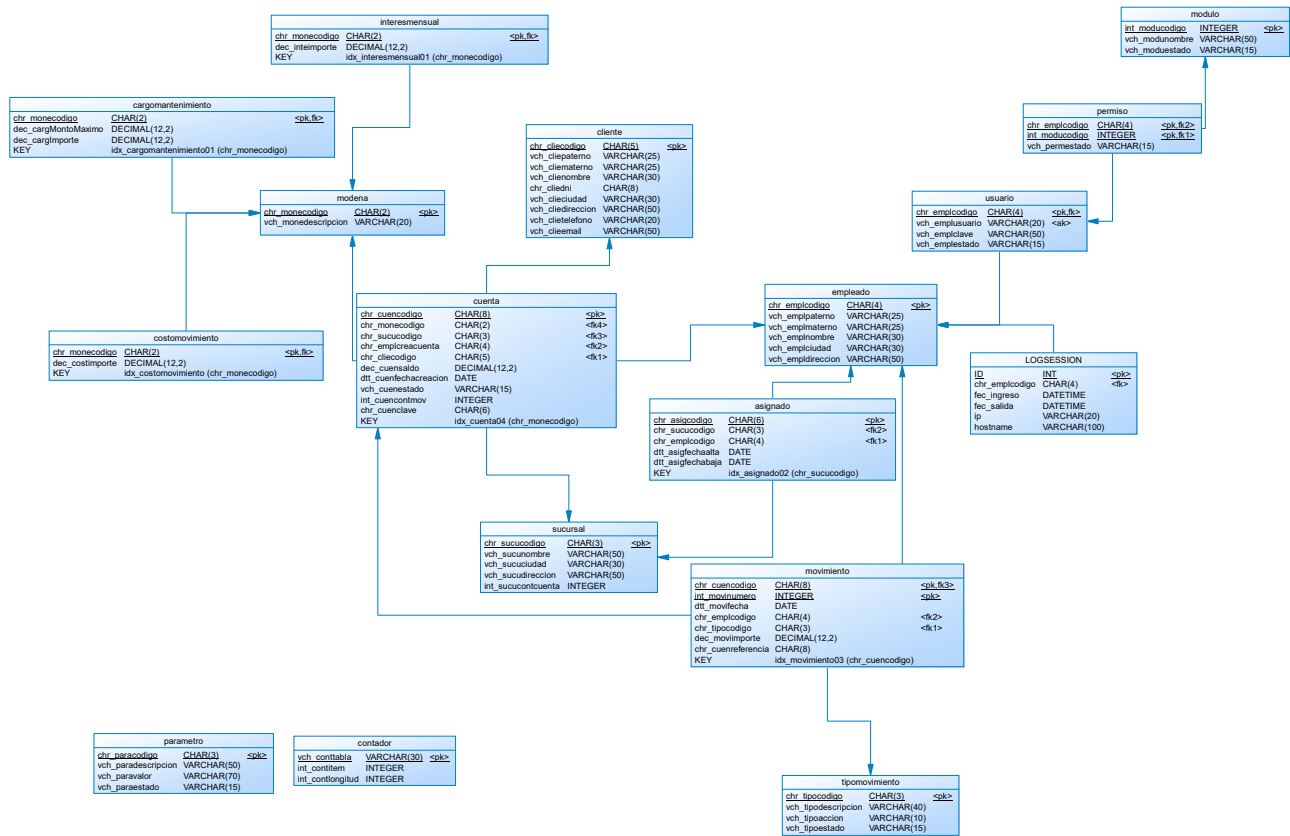 interesmensual
chr_monecodigo CHAR(2) <pk,fk>
dec_inteimporte DECIMAL(12,2)
KEY idx_interesmensual01 (chr_monecodigo)
modulo
int_moducodigo INTEGER <pk>
vch_modunombre VARCHAR(50)
vch_moduestado VARCHAR(15)
cargomantenimiento
chr_monecodigo CHAR(2) <pk,fk>
dec_cargMontoMaximo DECIMAL(12,2)
dec_cargImporte DECIMAL(12,2)
KEY idx_cargomantenimiento01 (chr_monecodigo)
permiso
chr_emplcodigo CHAR(4) <pk,fk2>
int_moducodigo INTEGER <pk,fk1>
vch_permestado VARCHAR(15)
cliente
chr_cliecodigo CHAR(5) <pk>
vch_cliepaterno VARCHAR(25)
vch_cliematerno VARCHAR(25)
vch_clienombre VARCHAR(30)
chr_cliedni CHAR(8)
vch_clieciudad VARCHAR(30)
vch_cliedireccion VARCHAR(50)
vch_clietelefono VARCHAR(20)
vch_clieemail VARCHAR(50)
modena
chr_monecodigo CHAR(2) <pk>
vch_monedescripcion VARCHAR(20)
usuario
chr_emplcodigo CHAR(4) <pk,fk>
vch_emplusuario VARCHAR(20) <ak>
vch_emplclave VARCHAR(50)
vch_emplestado VARCHAR(15)
cuenta
chr_cuencodigo CHAR(8) <pk>
chr_monecodigo CHAR(2) <fk4>
chr_sucucodigo CHAR(3) <fk3>
chr_emplcreacuenta CHAR(4) <fk2>
chr_cliecodigo CHAR(5) <fk1>
dec_cuensaldo DECIMAL(12,2)
dtt_cuenfechacreacion DATE
vch_cuenestado VARCHAR(15)
int_cuencontmov INTEGER
chr_cuenclave CHAR(6)
KEY idx_cuenta04 (chr_monecodigo)
empleado
chr_emplcodigo CHAR(4) <pk>
vch_emplpaterno VARCHAR(25)
vch_emplmaterno VARCHAR(25)
vch_emplnombre VARCHAR(30)
vch_emplciudad VARCHAR(30)
vch_empldireccion VARCHAR(50)
costomovimiento
chr_monecodigo CHAR(2) <pk,fk>
dec_costimporte DECIMAL(12,2)
KEY idx_costomovimiento (chr_monecodigo)
LOGSESSION
ID INT <pk>
chr_emplcodigo CHAR(4) <fk>
fec_ingreso DATETIME
fec_salida DATETIME
ip VARCHAR(20)
hostname VARCHAR(100)
asignado
chr_asigcodigo CHAR(6) <pk>
chr_sucucodigo CHAR(3) <fk2>
chr_emplcodigo CHAR(4) <fk1>
dtt_asigfechaalta DATE
dtt_asigfechabaja DATE
KEY idx_asignado02 (chr_sucucodigo)
sucursal
chr_sucucodigo CHAR(3) <pk>
vch_sucunombre VARCHAR(50)
vch_sucuciudad VARCHAR(30)
vch_sucudireccion VARCHAR(50)
int_sucucontcuenta INTEGER
movimiento
chr_cuencodigo CHAR(8) <pk,fk3>
int_movinumero INTEGER <pk>
dtt_movifecha DATE
chr_emplcodigo CHAR(4) <fk2>
chr_tipocodigo CHAR(3) <fk1>
dec_moviimporte DECIMAL(12,2)
chr_cuenreferencia CHAR(8)
KEY idx_movimiento03 (chr_cuencodigo)
parametro
chr_paracodigo CHAR(3) <pk>
vch_paradescripcion VARCHAR(50)
vch_paravalor VARCHAR(70)
vch_paraestado VARCHAR(15)
contador
vch_conttabla VARCHAR(30) <pk>
int_contitem INTEGER
int_contlongitud INTEGER
tipomovimiento
chr_tipocodigo CHAR(3) <pk>
vch_tipodescripcion VARCHAR(40)
vch_tipoaccion VARCHAR(10)
vch_tipoestado VARCHAR(15)